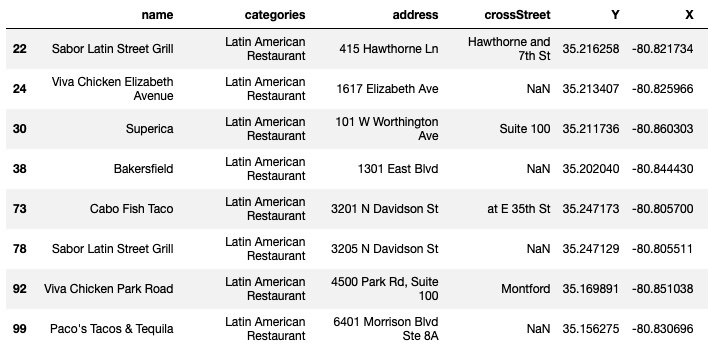 name categories address crossStreet Y X
22 Sabor Latin Street Grill Latin American Restaurant 415 Hawthorne Ln Hawthorne and 7th St 35.216258 -80.821734
24 Viva Chicken Elizabeth Avenue Latin American Restaurant 1617 Elizabeth Ave NaN 35.213407 -80.825966
30 Superica Latin American Restaurant 101 W Worthington Ave Suite 100 35.211736 -80.860303
38 Bakersfield Latin American Restaurant 1301 East Blvd NaN 35.202040 -80.844430
73 Cabo Fish Taco Latin American Restaurant 3201 N Davidson St at E 35th St 35.247173 -80.805700
78 Sabor Latin Street Grill Latin American Restaurant 3205 N Davidson St NaN 35.247129 -80.805511
92 Viva Chicken Park Road Latin American Restaurant 4500 Park Rd, Suite 100 Montford 35.169891 -80.851038
99 Paco's Tacos & Tequila Latin American Restaurant 6401 Morrison Blvd Ste 8A NaN 35.156275 -80.830696